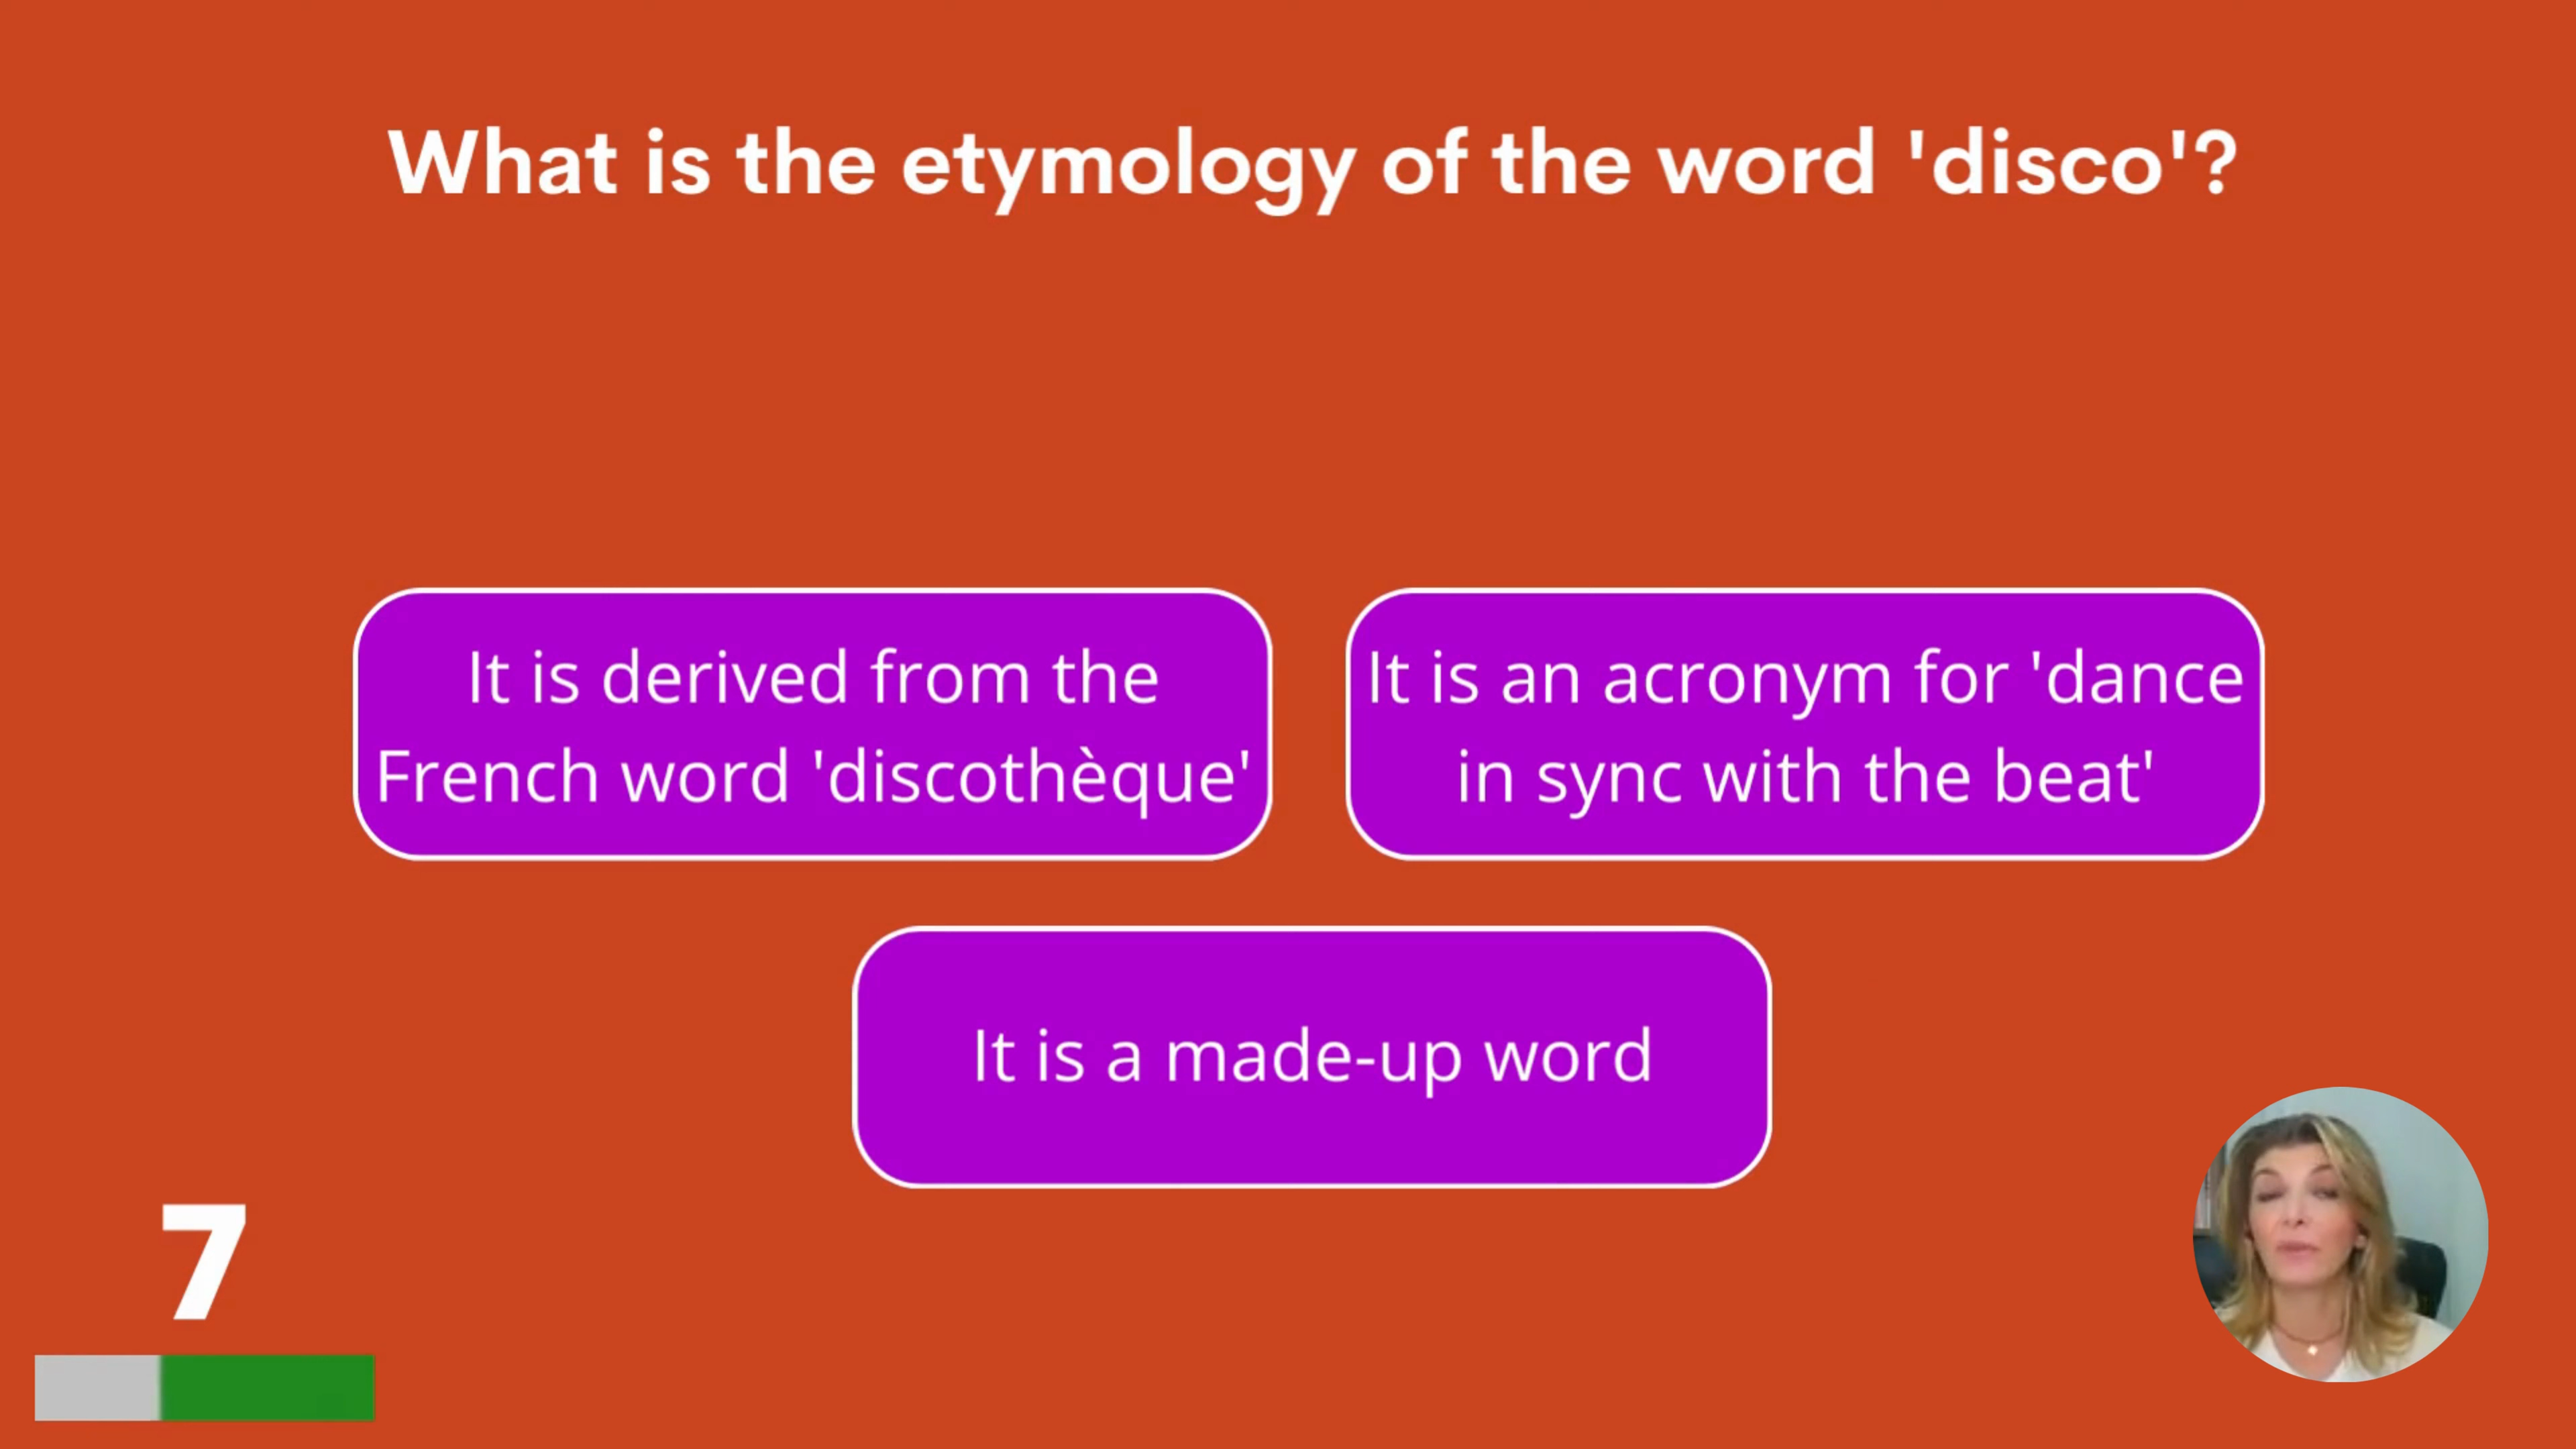 What is the etymology of the word 'disco'?
It is derived from the
French word 'discothèque'
It is an acronym for 'dance
in sync with the beat'
It is a made-up word
7